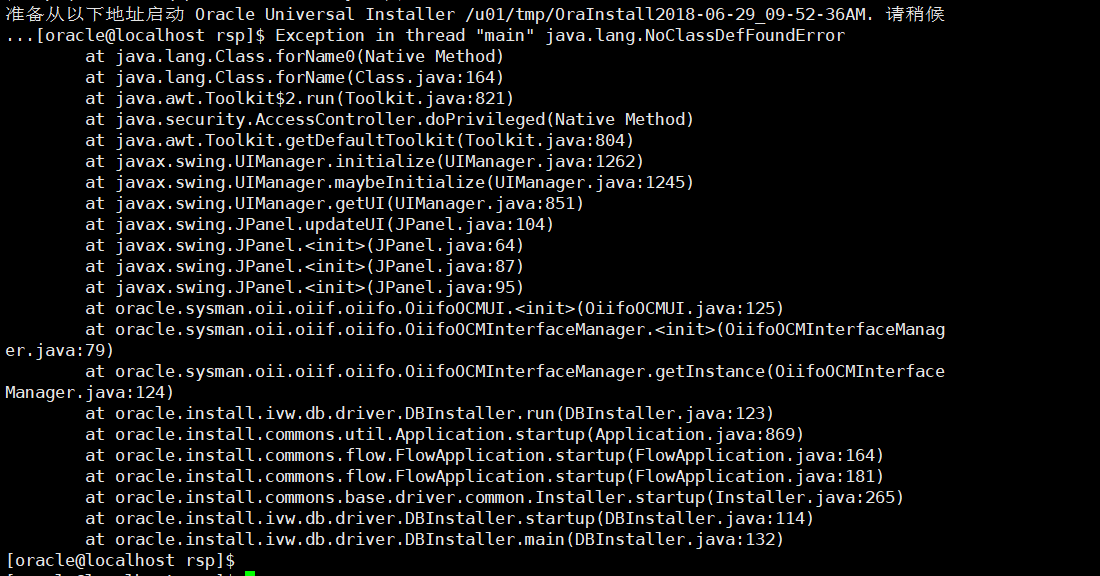 准备从以下地址启动 Oracle Universal Installer /u01/tmp/OraInstall2018-06-29_09-52-36AM. 请稍候
...[oracle@localhost rsp]$ Exception in thread "main" java.lang.NoClassDefFoundError
        at java.lang.Class.forName0(Native Method)
        at java.lang.Class.forName(Class.java:164)
        at java.awt.Toolkit$2.run(Toolkit.java:821)
        at java.security.AccessController.doPrivileged(Native Method)
        at java.awt.Toolkit.getDefaultToolkit(Toolkit.java:804)
        at javax.swing.UIManager.initialize(UIManager.java:1262)
        at javax.swing.UIManager.maybeInitialize(UIManager.java:1245)
        at javax.swing.UIManager.getUI(UIManager.java:851)
        at javax.swing.JPanel.updateUI(JPanel.java:104)
        at javax.swing.JPanel.<init>(JPanel.java:64)
        at javax.swing.JPanel.<init>(JPanel.java:87)
        at javax.swing.JPanel.<init>(JPanel.java:95)
        at oracle.sysman.oii.oiif.oiifo.OiifoOCMUI.<init>(OiifoOCMUI.java:125)
        at oracle.sysman.oii.oiif.oiifo.OiifoOCMInterfaceManager.<init>(OiifoOCMInterfaceManag
er.java:79)
        at oracle.sysman.oii.oiif.oiifo.OiifoOCMInterfaceManager.getInstance(OiifoOCMInterface
Manager.java:124)
        at oracle.install.ivw.db.driver.DBInstaller.run(DBInstaller.java:123)
        at oracle.install.commons.util.Application.startup(Application.java:869)
        at oracle.install.commons.flow.FlowApplication.startup(FlowApplication.java:164)
        at oracle.install.commons.flow.FlowApplication.startup(FlowApplication.java:181)
        at oracle.install.commons.base.driver.common.Installer.startup(Installer.java:265)
        at oracle.install.ivw.db.driver.DBInstaller.startup(DBInstaller.java:114)
        at oracle.install.ivw.db.driver.DBInstaller.main(DBInstaller.java:132)
[oracle@localhost rsp]$